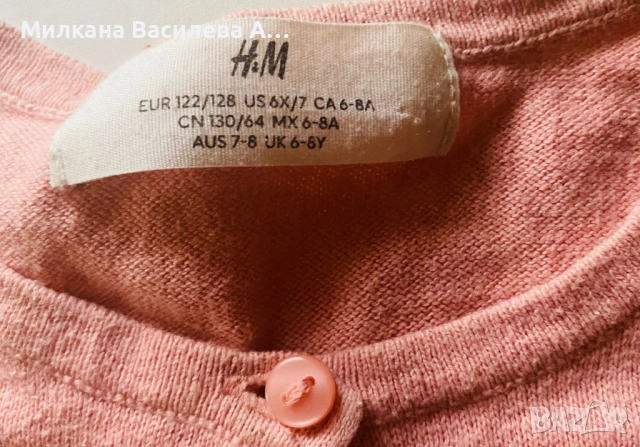 Милкана Василева А...
H&M
EUR 122/128 US 6X/7 CA 6-8A
CN 130/64 MX 6-8A
AUS 7-8 UK 6-8Y
BAZAR